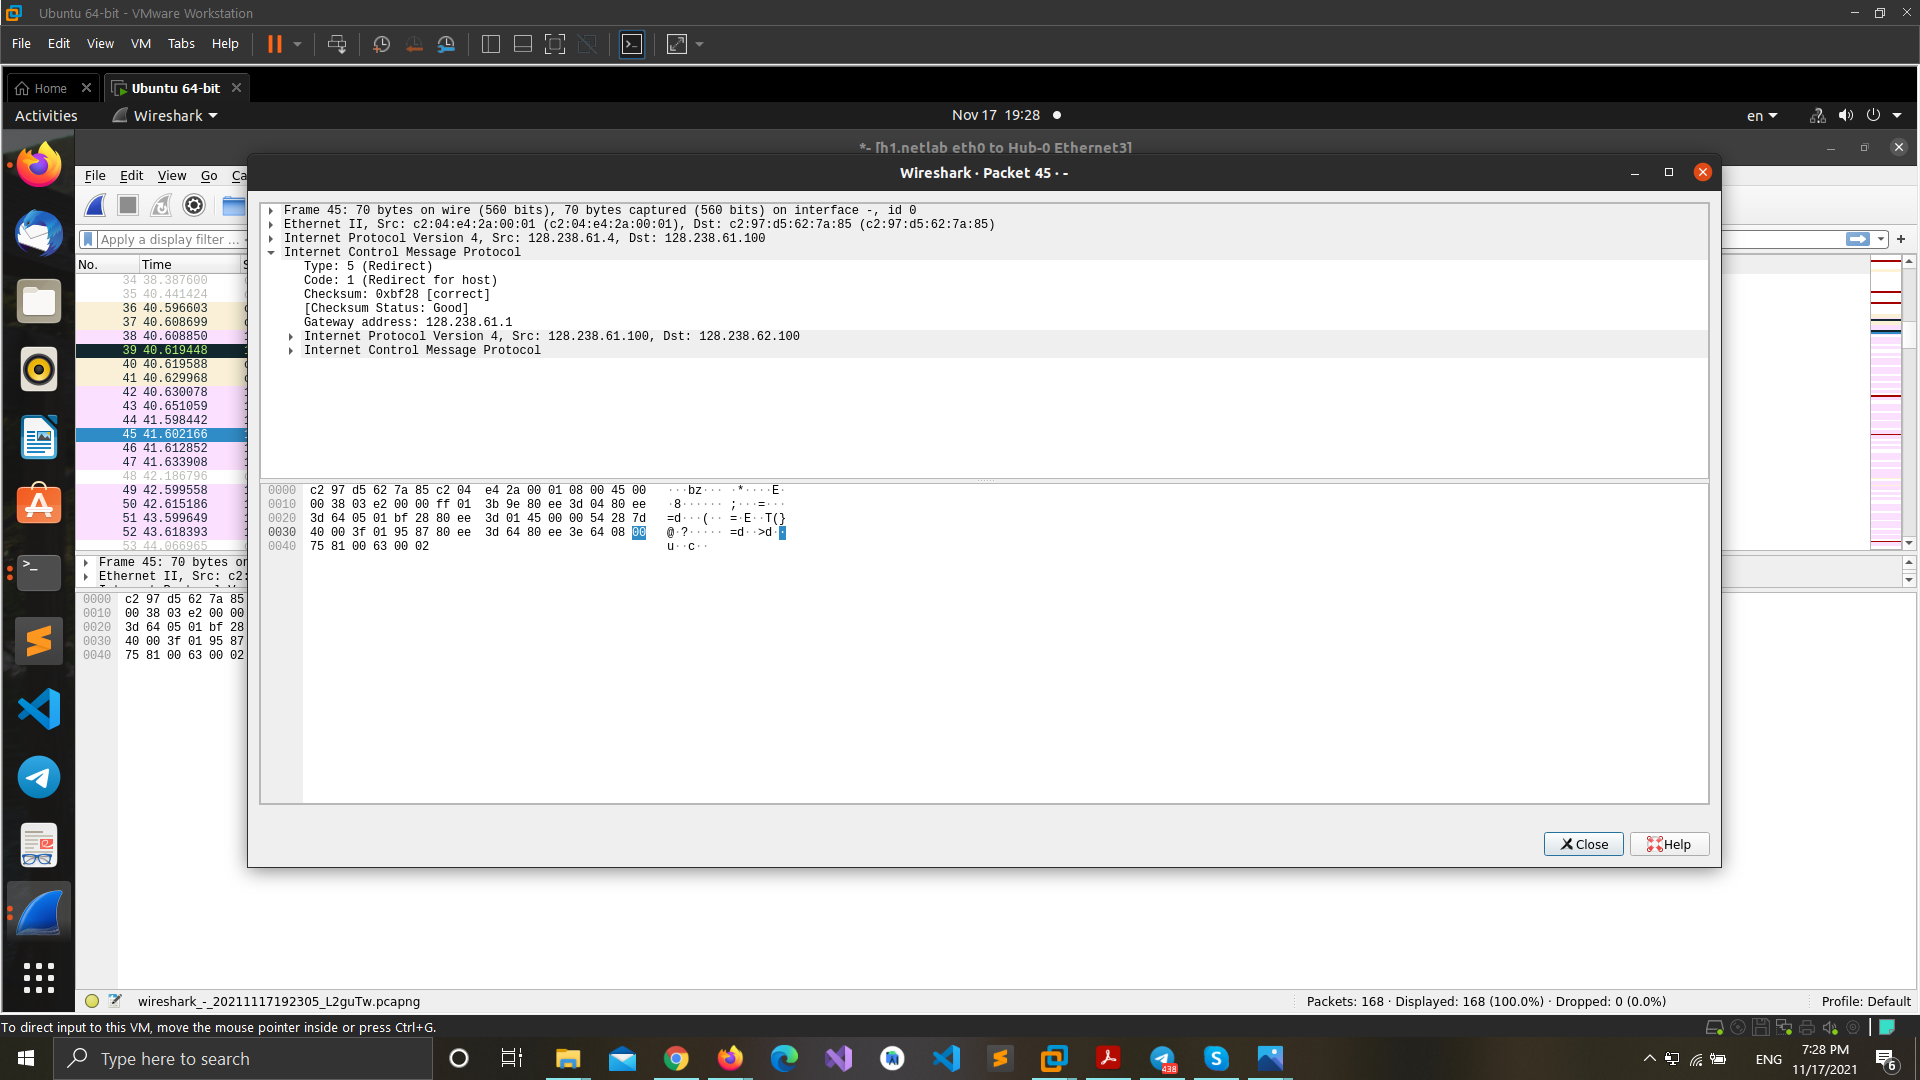 Ubuntu 64-bit - VMware Workstation
File Edit View VM Tabs Help
Home
Ubuntu 64-bit
Activities Wireshark Nov 17 19:28 en
*- [h1.netlab eth0 to Hub-0 Ethernet3]
Wireshark · Packet 45 · -
File Edit View Go Ca
Apply a display filter ...
No. Time
34 38.387600
35 40.441424
36 40.596603
37 40.608699
38 40.608850
39 40.619448
40 40.619588
41 40.629968
42 40.630078
43 40.651059
44 41.598442
45 41.602166
46 41.612852
47 41.633908
48 42.186796
49 42.599558
50 42.615186
51 43.599649
52 43.618393
53 44.066965
Frame 45: 70 bytes on
Ethernet II, Src: c2:
0000 c2 97 d5 62 7a 85
0010 00 38 03 e2 00 00
0020 3d 64 05 01 bf 28
0030 40 00 3f 01 95 87
0040 75 81 00 63 00 02
Frame 45: 70 bytes on wire (560 bits), 70 bytes captured (560 bits) on interface -, id 0
Ethernet II, Src: c2:04:e4:2a:00:01 (c2:04:e4:2a:00:01), Dst: c2:97:d5:62:7a:85 (c2:97:d5:62:7a:85)
Internet Protocol Version 4, Src: 128.238.61.4, Dst: 128.238.61.100
Internet Control Message Protocol
Type: 5 (Redirect)
Code: 1 (Redirect for host)
Checksum: 0xbf28 [correct]
[Checksum Status: Good]
Gateway address: 128.238.61.1
Internet Protocol Version 4, Src: 128.238.61.100, Dst: 128.238.62.100
Internet Control Message Protocol
0000 c2 97 d5 62 7a 85 c2 04 e4 2a 00 01 08 00 45 00 ···bz··· ·*····E·
0010 00 38 03 e2 00 00 ff 01 3b 9e 80 ee 3d 04 80 ee ·8······ ;···=···
0020 3d 64 05 01 bf 28 80 ee 3d 01 45 00 00 54 28 7d =d···(·· =·E··T(}
0030 40 00 3f 01 95 87 80 ee 3d 64 80 ee 3e 64 08 00 @·?····· =d··>d··
0040 75 81 00 63 00 02 u··c··
Close Help
wireshark_-_20211117192305_L2guTw.pcapng Packets: 168 · Displayed: 168 (100.0%) · Dropped: 0 (0.0%) Profile: Default
To direct input to this VM, move the mouse pointer inside or press Ctrl+G.
Type here to search
438
ENG
7:28 PM
11/17/2021
6